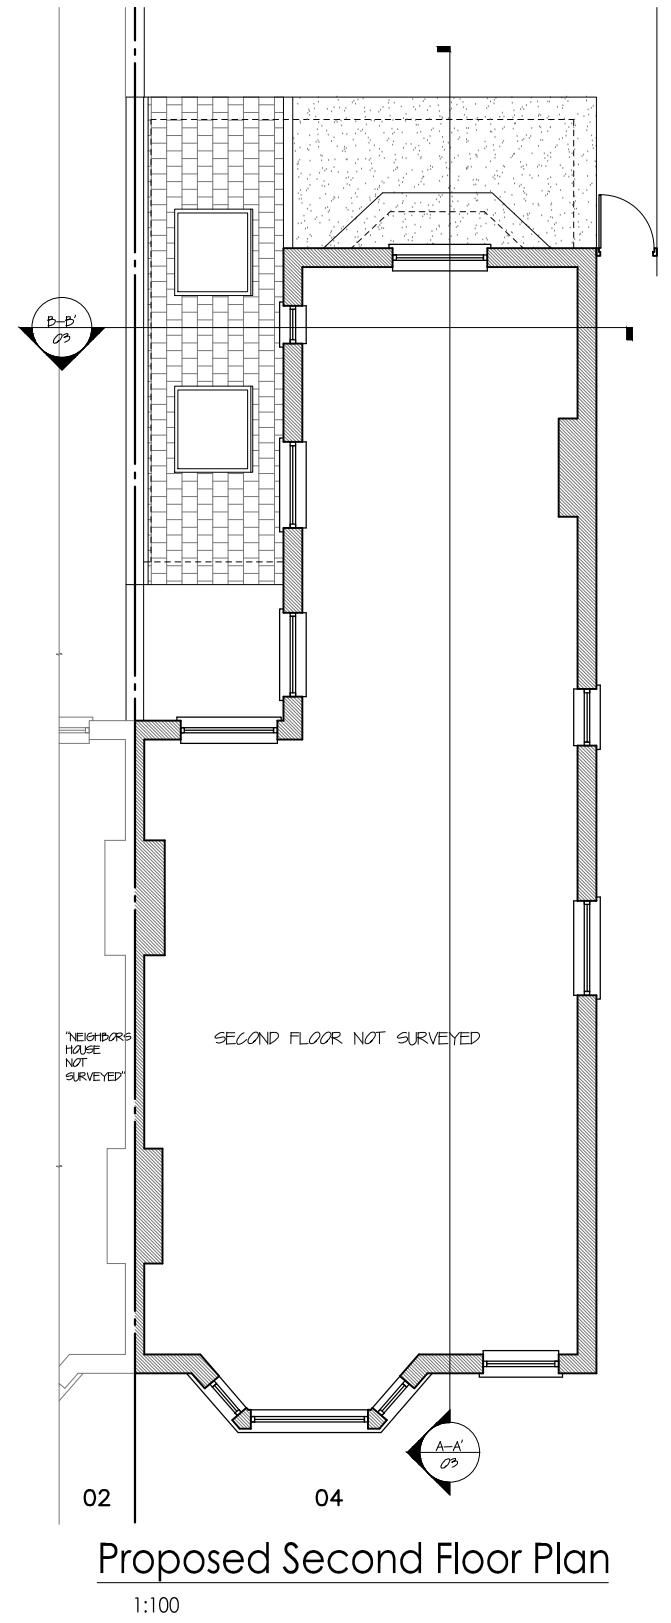 B-B'
03
"NEIGHBORS
HOUSE
NOT
SURVEYED"
SECOND FLOOR NOT SURVEYED
A-A'
03
02
04
Proposed Second Floor Plan
1:100